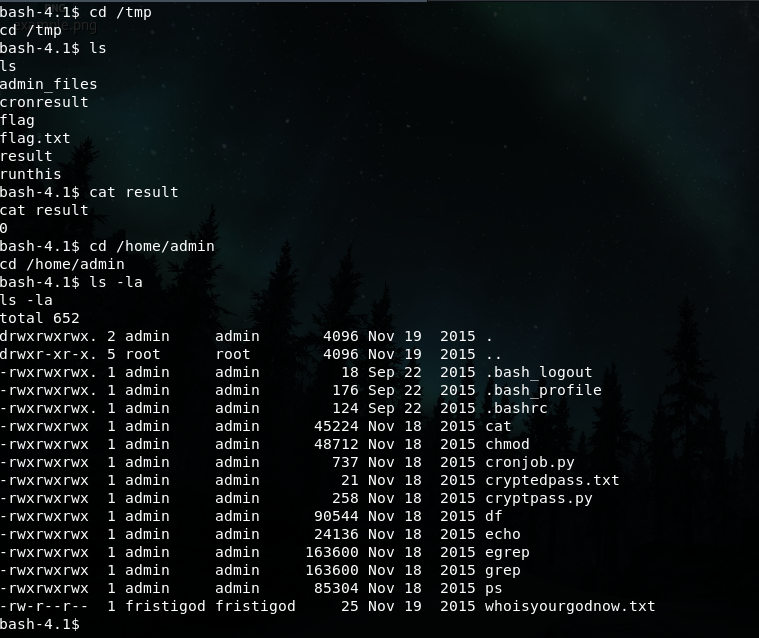 bash-4.1$ cd /tmp
cd /tmp
bash-4.1$ ls
ls
admin_files
cronresult
flag
flag.txt
result
runthis
bash-4.1$ cat result
cat result
0
bash-4.1$ cd /home/admin
cd /home/admin
bash-4.1$ ls -la
ls -la
total 652
drwxrwxrwx. 2 admin     admin       4096 Nov 19  2015 .
drwxr-xr-x. 5 root      root        4096 Nov 19  2015 ..
-rwxrwxrwx. 1 admin     admin         18 Sep 22  2015 .bash_logout
-rwxrwxrwx. 1 admin     admin        176 Sep 22  2015 .bash_profile
-rwxrwxrwx. 1 admin     admin        124 Sep 22  2015 .bashrc
-rwxrwxrwx  1 admin     admin      45224 Nov 18  2015 cat
-rwxrwxrwx  1 admin     admin      48712 Nov 18  2015 chmod
-rwxrwxrwx  1 admin     admin        737 Nov 18  2015 cronjob.py
-rwxrwxrwx  1 admin     admin         21 Nov 18  2015 cryptedpass.txt
-rwxrwxrwx  1 admin     admin        258 Nov 18  2015 cryptpass.py
-rwxrwxrwx  1 admin     admin      90544 Nov 18  2015 df
-rwxrwxrwx  1 admin     admin      24136 Nov 18  2015 echo
-rwxrwxrwx  1 admin     admin     163600 Nov 18  2015 egrep
-rwxrwxrwx  1 admin     admin     163600 Nov 18  2015 grep
-rwxrwxrwx  1 admin     admin      85304 Nov 18  2015 ps
-rw-r--r--  1 fristigod fristigod     25 Nov 19  2015 whoisyourgodnow.txt
bash-4.1$